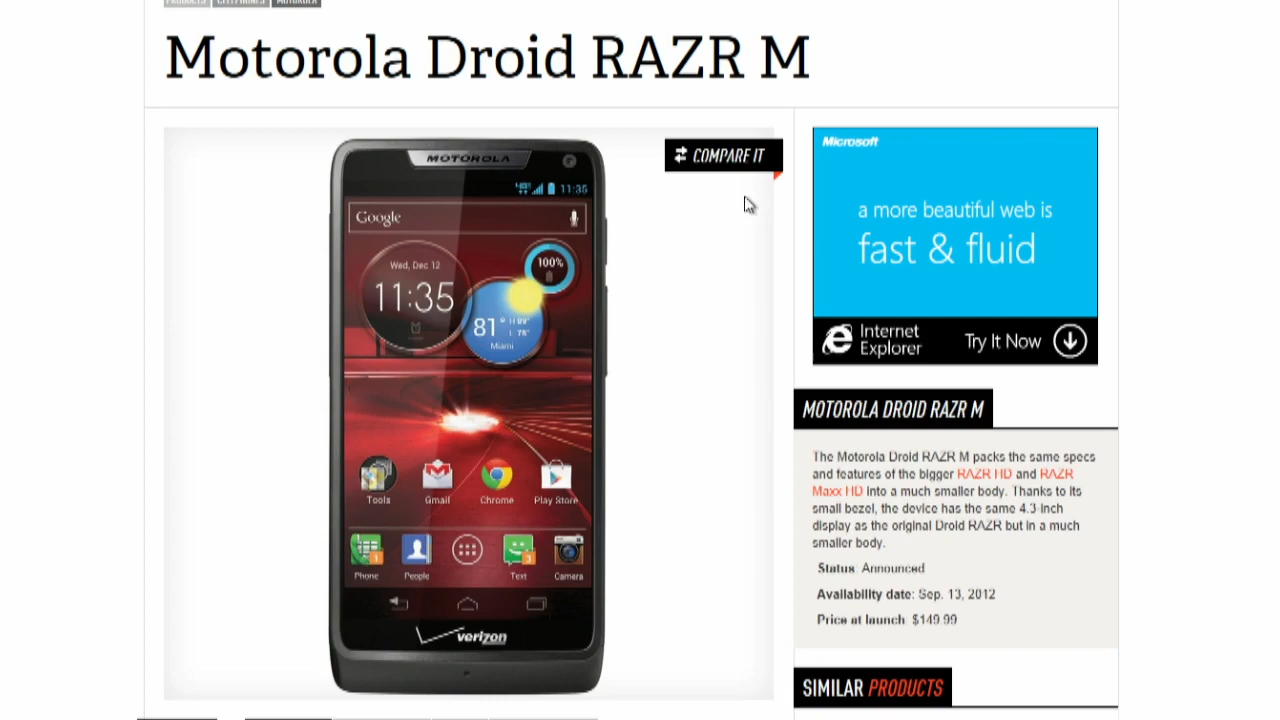 PRODUCTS CELLPHONES MOTOROLA
Motorola Droid RAZR M
COMPARE IT
MOTOROLA
11:35
Google
Wed, Dec 12
11:35
100%
81°
Miami
Tools Gmail Chrome Play Store
Phone People Text Camera
verizon
Microsoft
a more beautiful web is
fast & fluid
Internet
Explorer
Try It Now
MOTOROLA DROID RAZR M
The Motorola Droid RAZR M packs the same specs
and features of the bigger RAZR HD and RAZR
Maxx HD into a much smaller body. Thanks to its
small bezel, the device has the same 4.3-inch
display as the original Droid RAZR but in a much
smaller body.
Status: Announced
Availability date: Sep. 13, 2012
Price at launch: $149.99
SIMILAR PRODUCTS